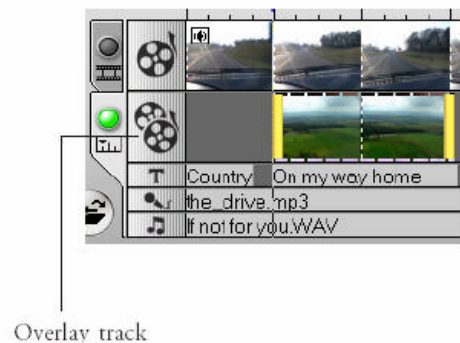 T Country On my way home
the_drive.mp3
If not for you.WAV
Overlay track